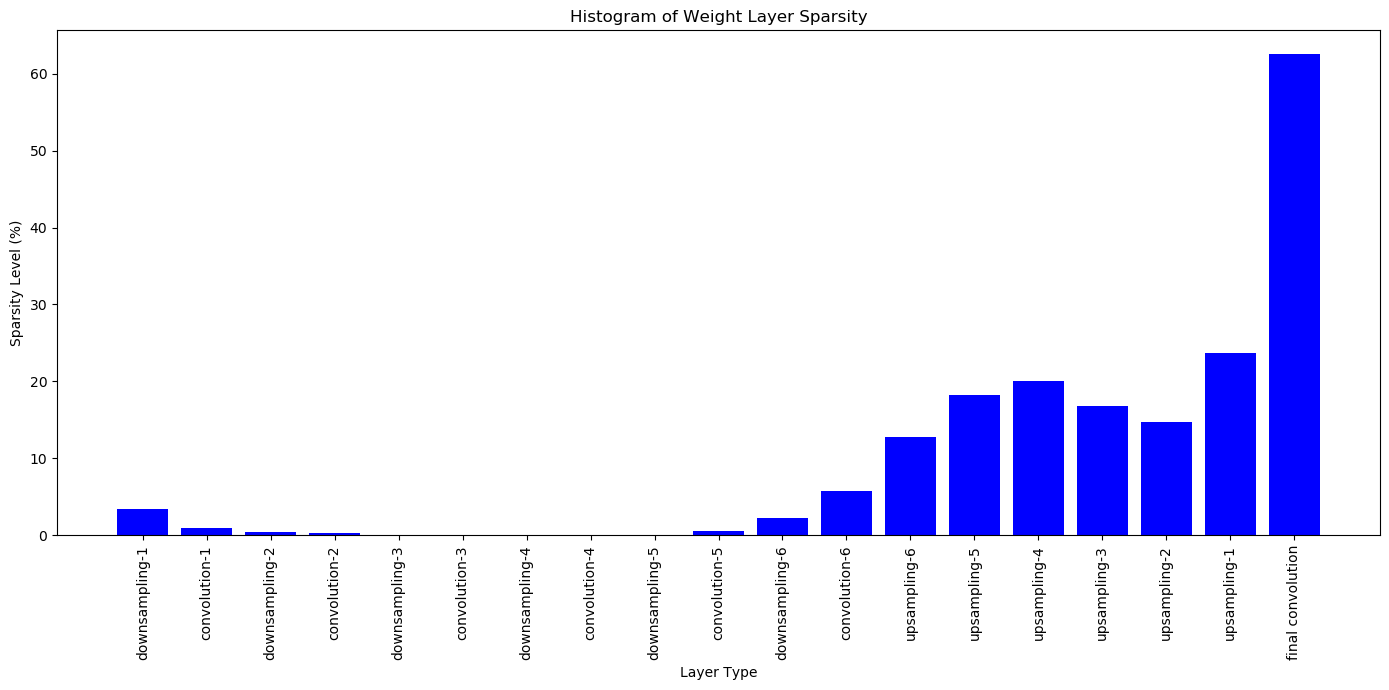 Histogram of Weight Layer Sparsity
60
50
40
30
20
10
0
Sparsity Level (%)
downsampling-1
convolution-1
downsampling-2
convolution-2
downsampling-3
convolution-3
downsampling-4
convolution-4
downsampling-5
convolution-5
downsampling-6
convolution-6
upsampling-6
upsampling-5
upsampling-4
upsampling-3
upsampling-2
upsampling-1
final convolution
Layer Type